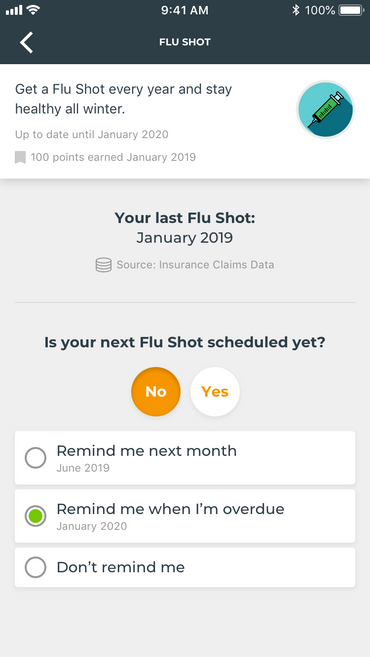 9:41 AM
100%
FLU SHOT
Get a Flu Shot every year and stay
healthy all winter.
Up to date until January 2020
100 points earned January 2019
Your last Flu Shot:
January 2019
Source: Insurance Claims Data
Is your next Flu Shot scheduled yet?
No
Yes
Remind me next month
June 2019
Remind me when I’m overdue
January 2020
Don’t remind me